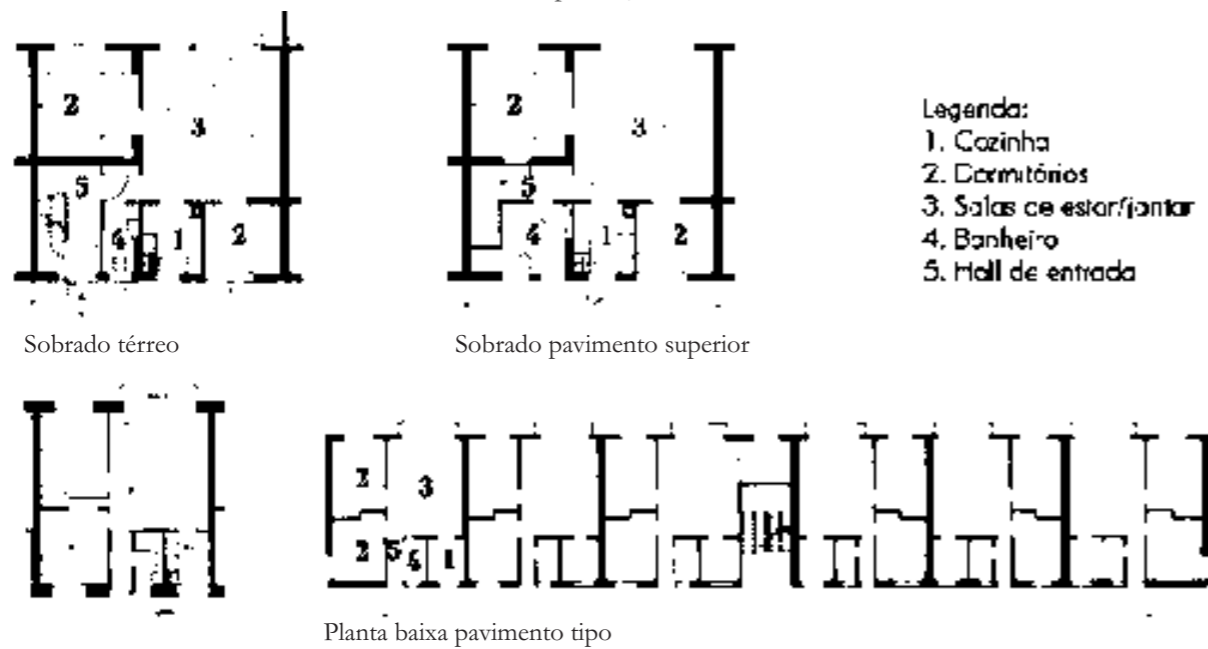 2
3
5
4
1
2
2
3
5
4
1
2
Legenda:
1. Cozinha
2. Dormitórios
3. Salas de estar/jantar
4. Banheiro
5. Hall de entrada
Sobrado térreo
Sobrado pavimento superior
2
3
2
5
4
1
Planta baixa pavimento tipo